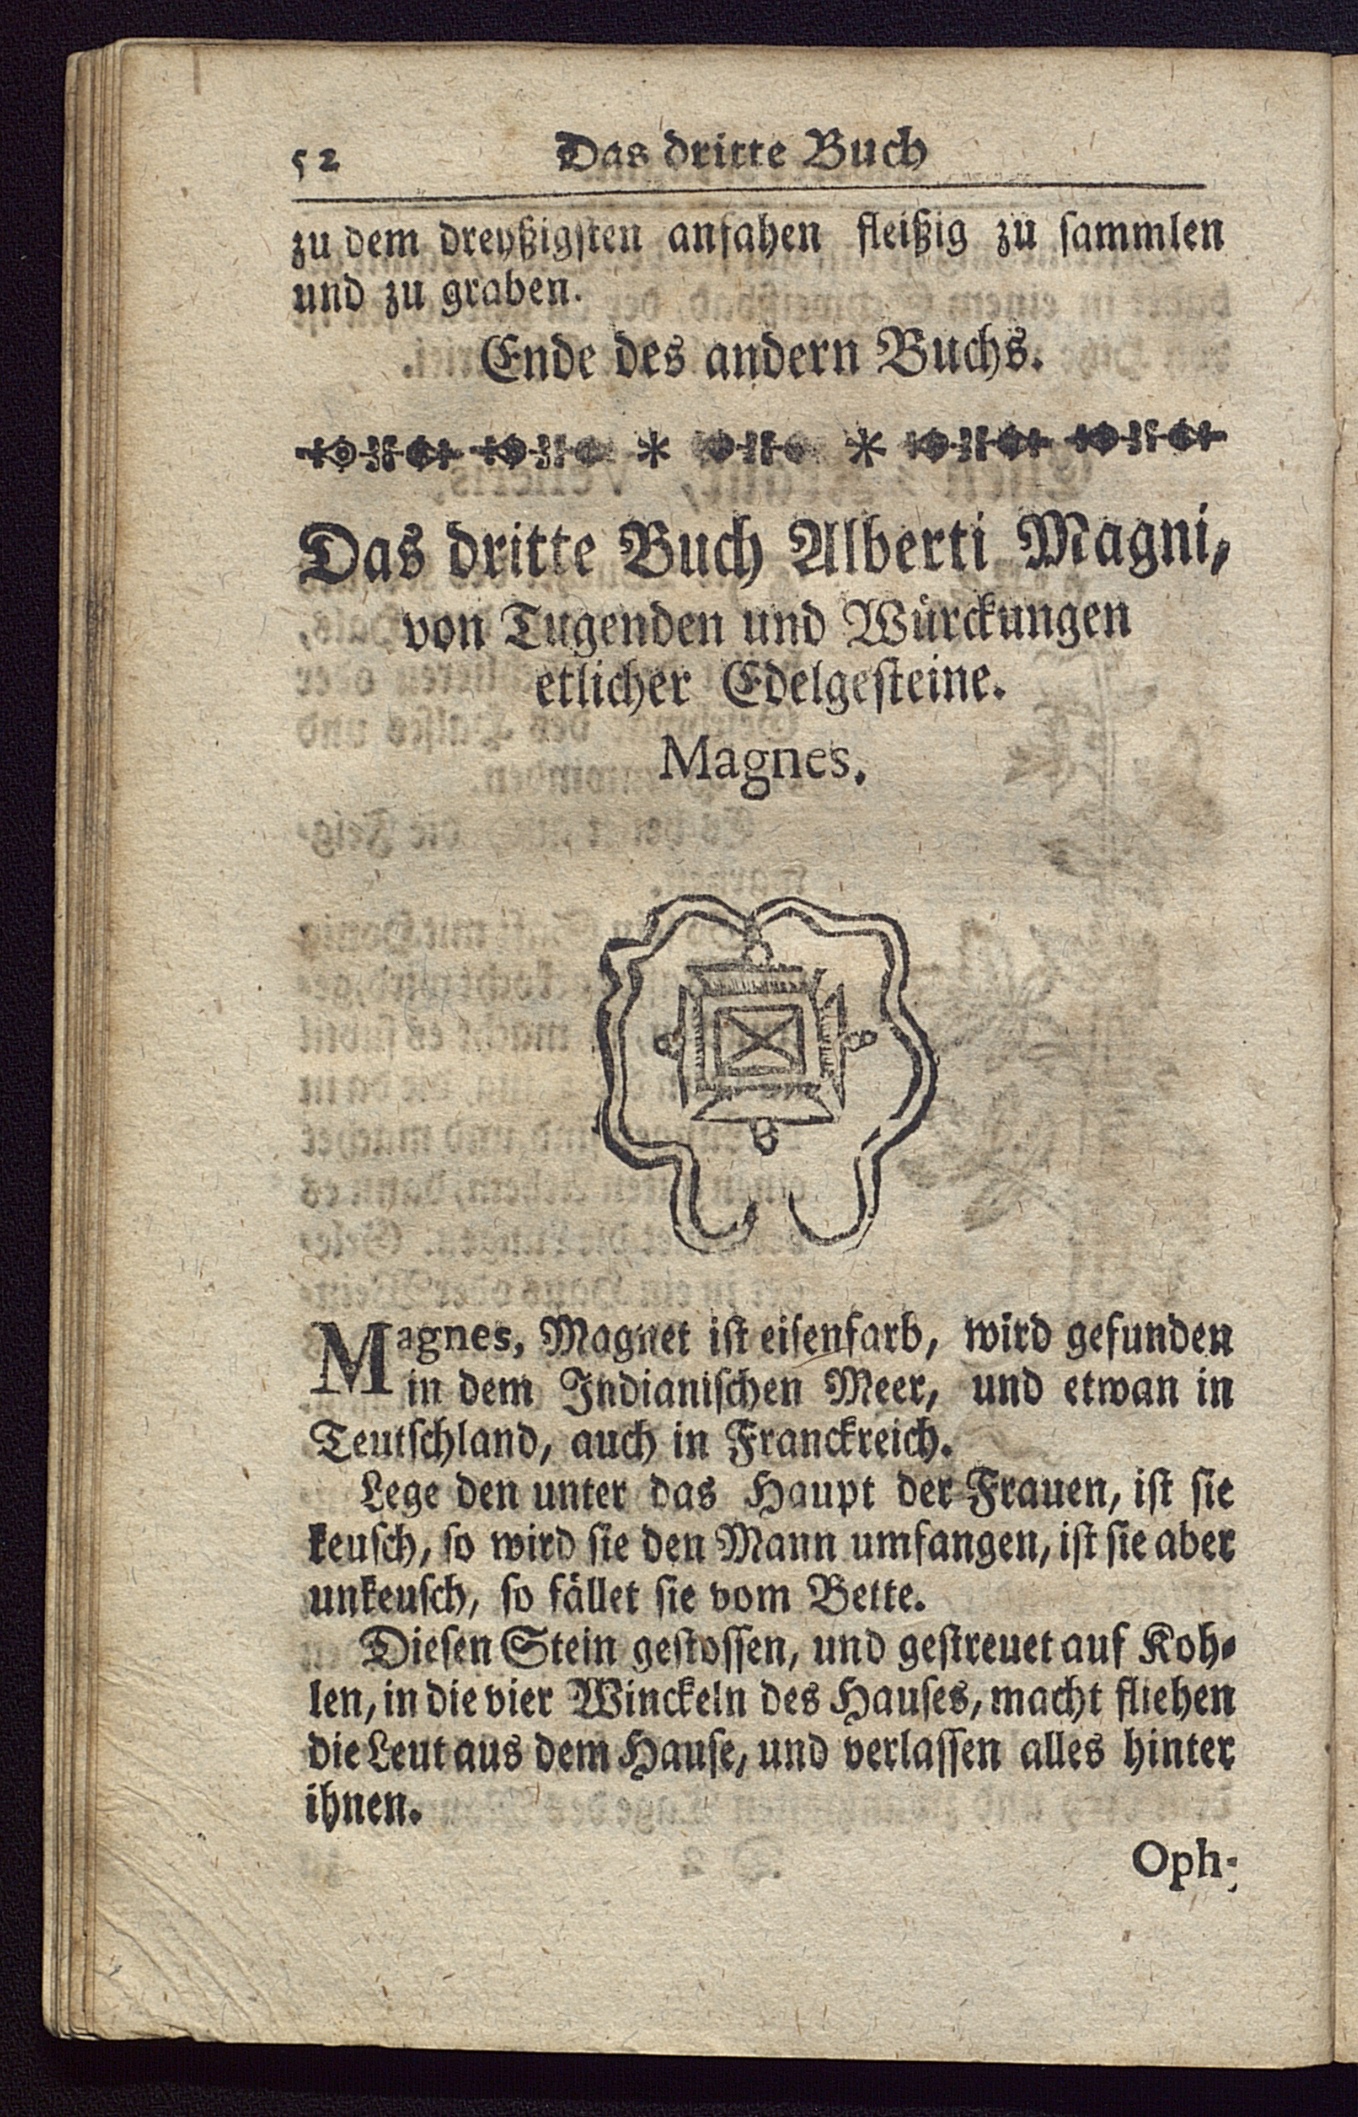 52 Das dritte Buch
zu dem dreyßigsten anfahen fleißig zu sammlen
und zu graben.
Ende des andern Buchs.
Das dritte Buch Alberti Magni,
von Tugenden und Würckungen
etlicher Edelgesteine.
Magnes.
Magnes, Magnet ist eisenfarb, wird gefunden
in dem Indianischen Meer, und etwan in
Teutschland, auch in Franckreich.
Lege den unter das Haupt der Frauen, ist sie
keusch, so wird sie den Mann umfangen, ist sie aber
unkeusch, so fället sie vom Bette.
Diesen Stein gestossen, und gestreuet auf Koh-
len, in die vier Winckeln des Hauses, macht fliehen
die Leut aus dem Hause, und verlassen alles hinter
ihnen.
Oph-